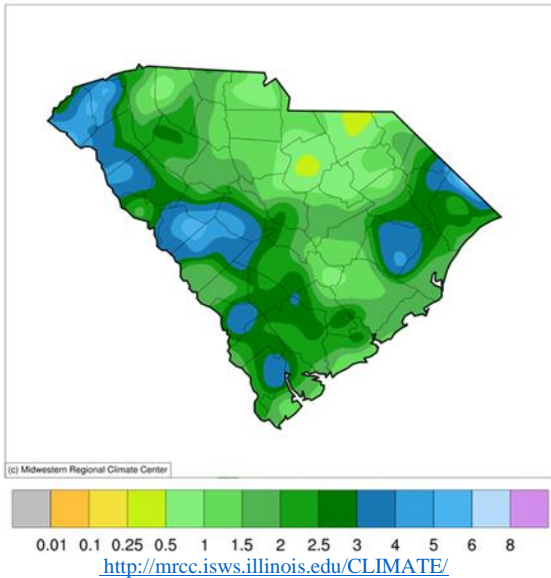 (c) Midwestern Regional Climate Center
0.01 0.1 0.25 0.5 1 1.5 2 2.5 3 4 5 6 8
http://mrcc.isws.illinois.edu/CLIMATE/